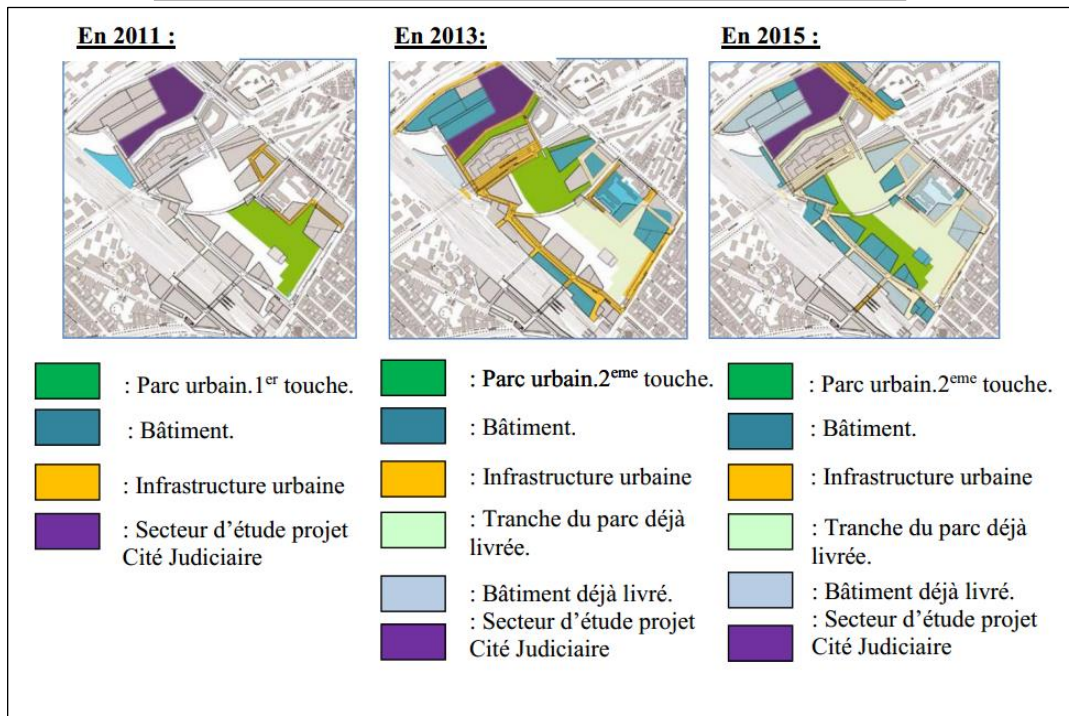 En 2011 :
En 2013:
En 2015 :
: Parc urbain.1er touche.
: Bâtiment.
: Infrastructure urbaine
: Secteur d'étude projet
Cité Judiciaire
: Parc urbain.2eme touche.
: Bâtiment.
: Infrastructure urbaine
: Tranche du parc déjà
livrée.
: Bâtiment déjà livré.
: Secteur d'étude projet
Cité Judiciaire
: Parc urbain.2eme touche.
: Bâtiment.
: Infrastructure urbaine
: Tranche du parc déjà
livrée.
: Bâtiment déjà livré.
: Secteur d'étude projet
Cité Judiciaire